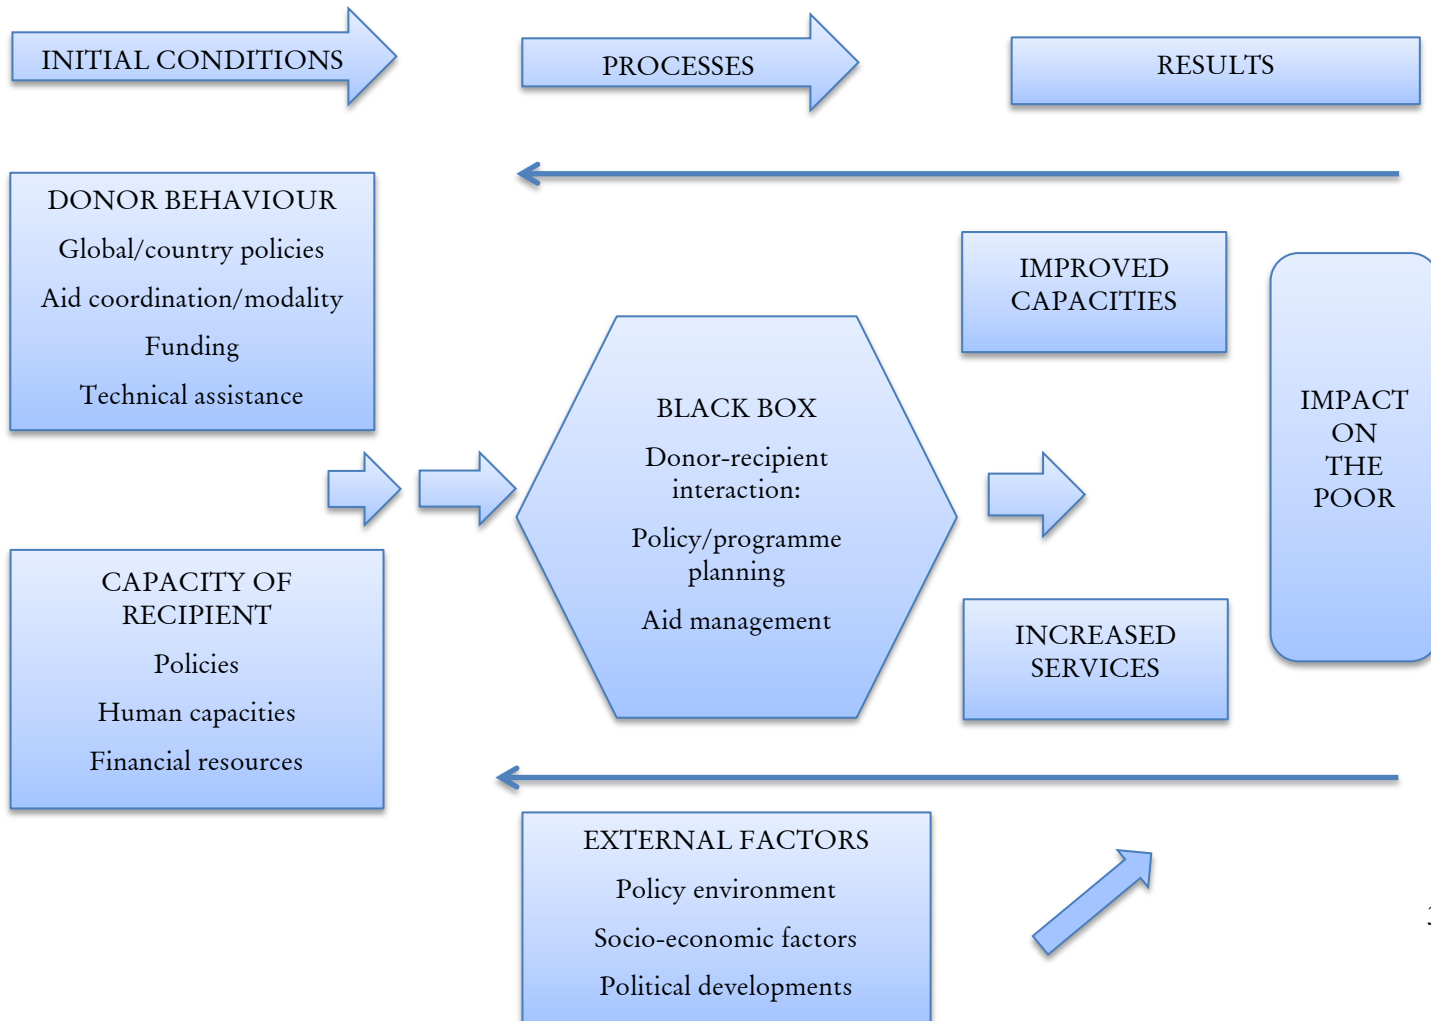 INITIAL CONDITIONS
PROCESSES
RESULTS
DONOR BEHAVIOUR
Global/country policies
Aid coordination/modality
Funding
Technical assistance
CAPACITY OF
RECIPIENT
Policies
Human capacities
Financial resources
BLACK BOX
Donor-recipient
interaction:
Policy/programme
planning
Aid management
IMPROVED
CAPACITIES
INCREASED
SERVICES
IMPACT
ON
THE
POOR
EXTERNAL FACTORS
Policy environment
Socio-economic factors
Political developments